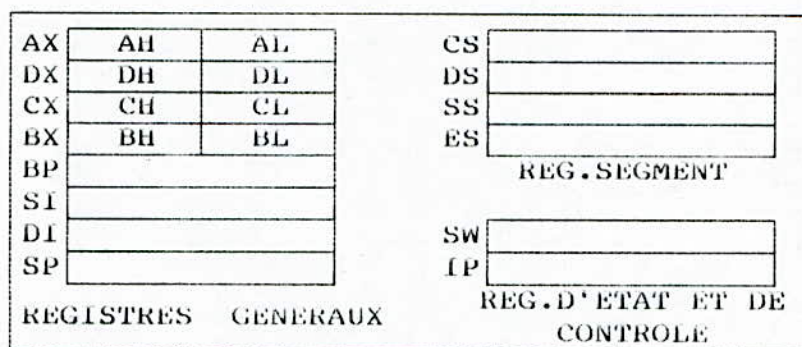 AX AH AL
DX DH DL
CX CH CL
BX BH BL
BP
SI
DI
SP
REGISTRES GENERAUX
CS
DS
SS
ES
REG.SEGMENT
SW
IP
REG.D'ETAT ET DE
CONTROLE